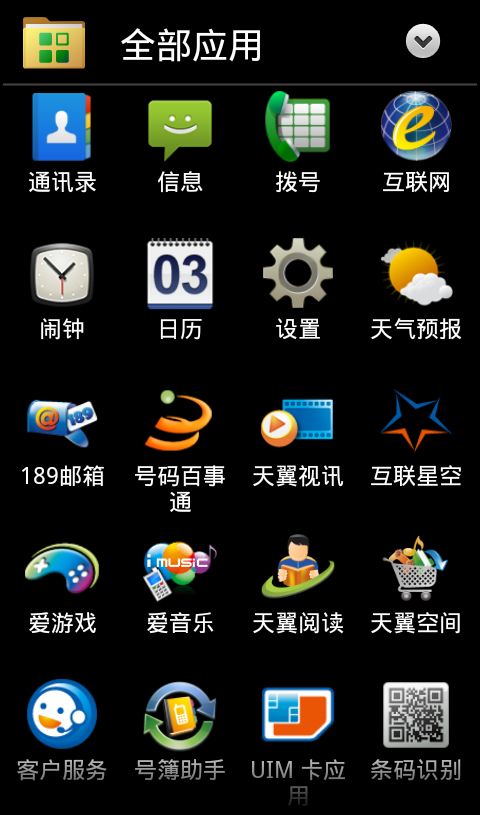 全部应用
通讯录
信息
拨号
互联网
03
闹钟
日历
设置
天气预报
189
189邮箱
号码百事
通
天翼视讯
互联星空
i music
爱游戏
爱音乐
天翼阅读
天翼空间
客户服务
号簿助手
UIM 卡应
用
条码识别